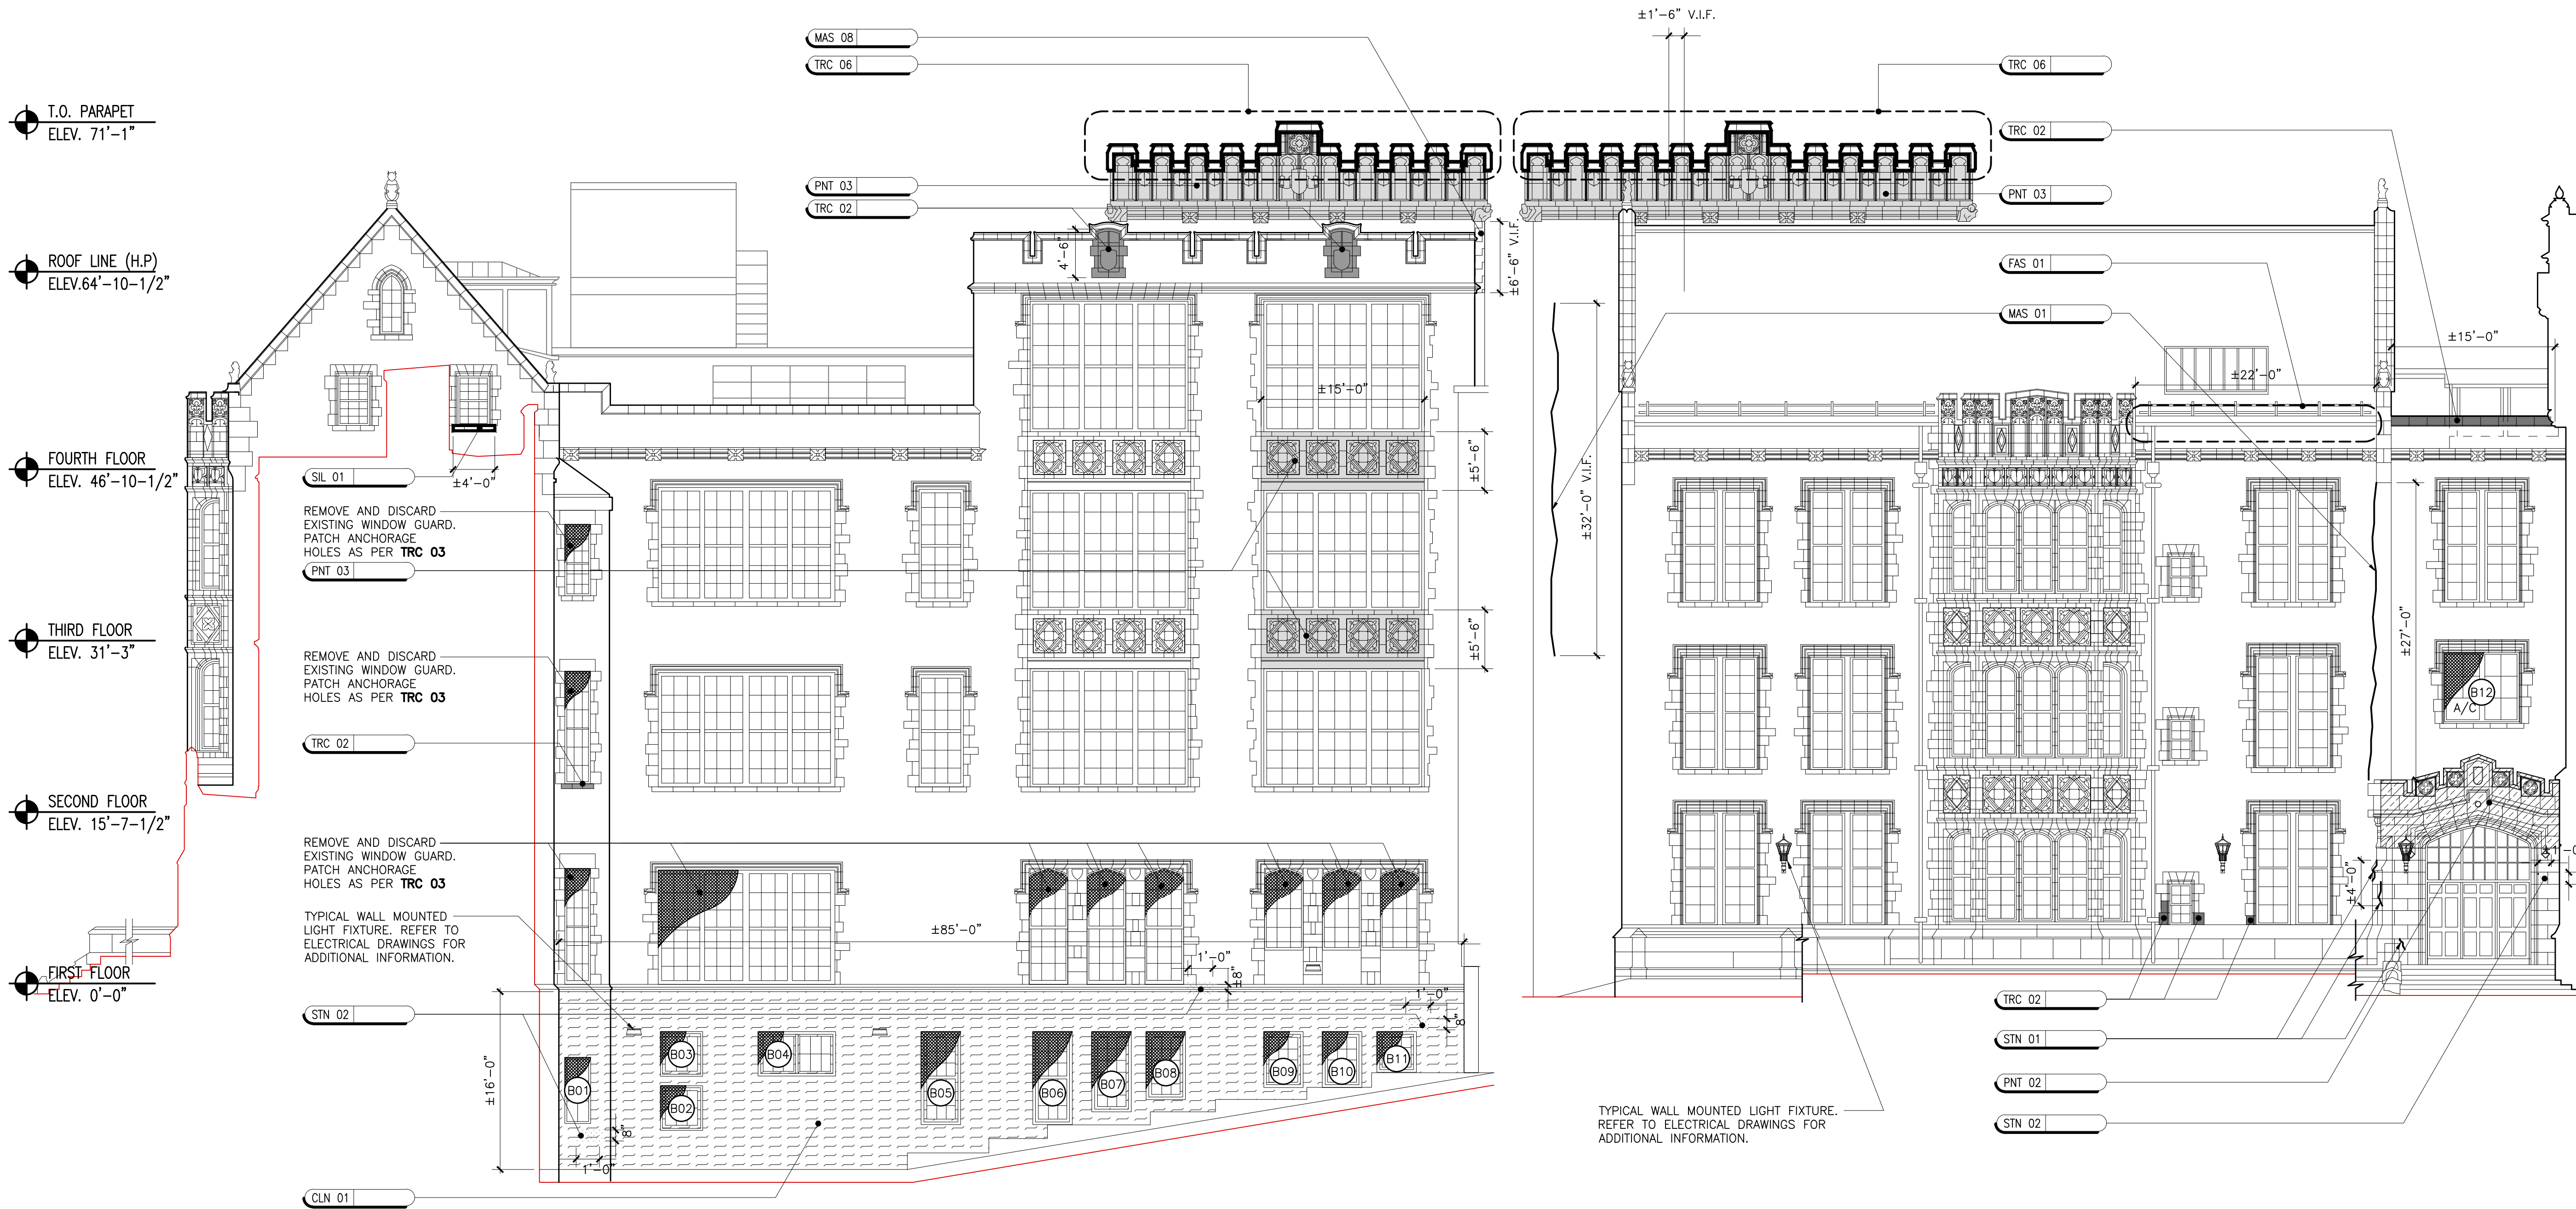 ±1'-6" V.I.F.
MAS 08
TRC 06
TRC 06
T.O. PARAPET
ELEV. 71'-1"
TRC 02
PNT 03
PNT 03
TRC 02
4'-6"
±6'-6" V.I.F.
ROOF LINE (H.P)
ELEV.64'-10-1/2"
FAS 01
MAS 01
±15'-0"
±22'-0"
±15'-0"
FOURTH FLOOR
ELEV. 46'-10-1/2"
SIL 01
±4'-0"
±5'-6"
±32'-0" V.I.F.
REMOVE AND DISCARD
EXISTING WINDOW GUARD.
PATCH ANCHORAGE
HOLES AS PER TRC 03
PNT 03
THIRD FLOOR
ELEV. 31'-3"
±5'-6"
±27'-0"
REMOVE AND DISCARD
EXISTING WINDOW GUARD.
PATCH ANCHORAGE
HOLES AS PER TRC 03
B12
A/C
TRC 02
SECOND FLOOR
ELEV. 15'-7-1/2"
REMOVE AND DISCARD
EXISTING WINDOW GUARD.
PATCH ANCHORAGE
HOLES AS PER TRC 03
±4'-0"
TYPICAL WALL MOUNTED
LIGHT FIXTURE. REFER TO
ELECTRICAL DRAWINGS FOR
ADDITIONAL INFORMATION.
±85'-0"
1'-0"
±8"
FIRST FLOOR
ELEV. 0'-0"
1'-0"
8"
STN 02
TRC 02
STN 01
B03
B04
B01
B02
B05
B06
B07
B08
B09
B10
B11
±16'-0"
PNT 02
8"
1'-0"
TYPICAL WALL MOUNTED LIGHT FIXTURE.
REFER TO ELECTRICAL DRAWINGS FOR
ADDITIONAL INFORMATION.
STN 02
CLN 01